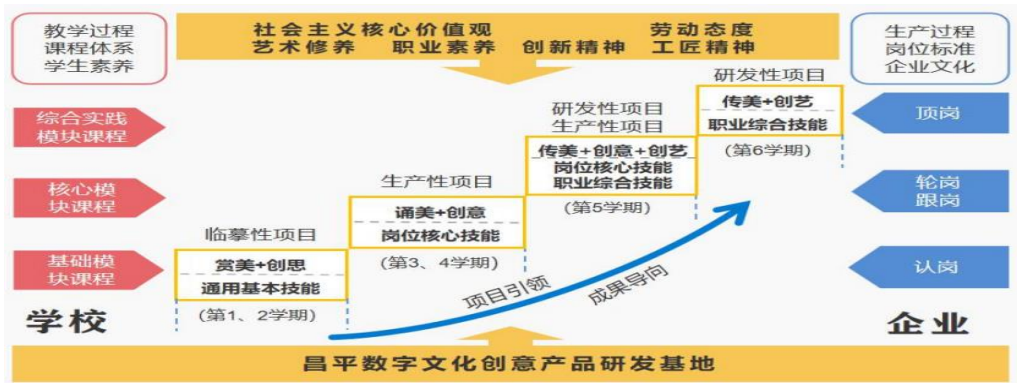 教学过程
课程体系
学生素养
社会主义核心价值观 劳动态度
艺术修养 职业素养 创新精神 工匠精神
生产过程
岗位标准
企业文化
综合实践
模块课程
核心模
块课程
基础模
块课程
学校
临摹性项目
赏美+创思
通用基本技能
(第1、2学期)
生产性项目
诵美+创意
岗位核心技能
(第3、4学期)
研发性项目
生产性项目
传美+创意+创艺
岗位核心技能
职业综合技能
(第5学期)
研发性项目
传美+创艺
职业综合技能
(第6学期)
项目引领 成果导向
顶岗
轮岗
跟岗
认岗
企业
昌平数字文化创意产品研发基地